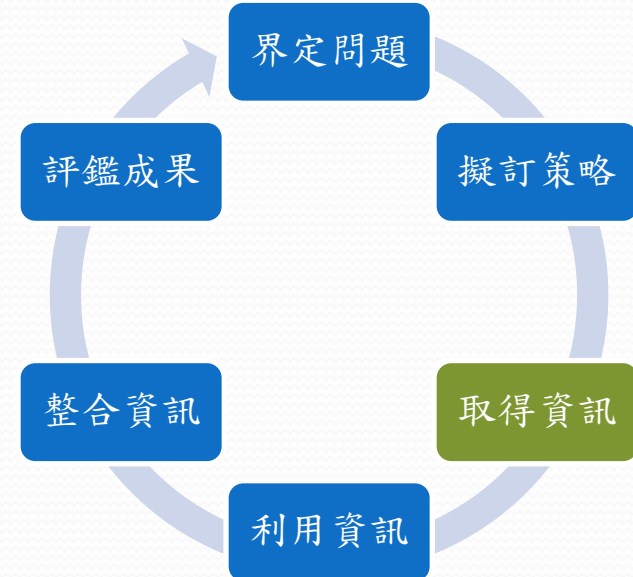 界定問題
擬訂策略
取得資訊
利用資訊
整合資訊
評鑑成果